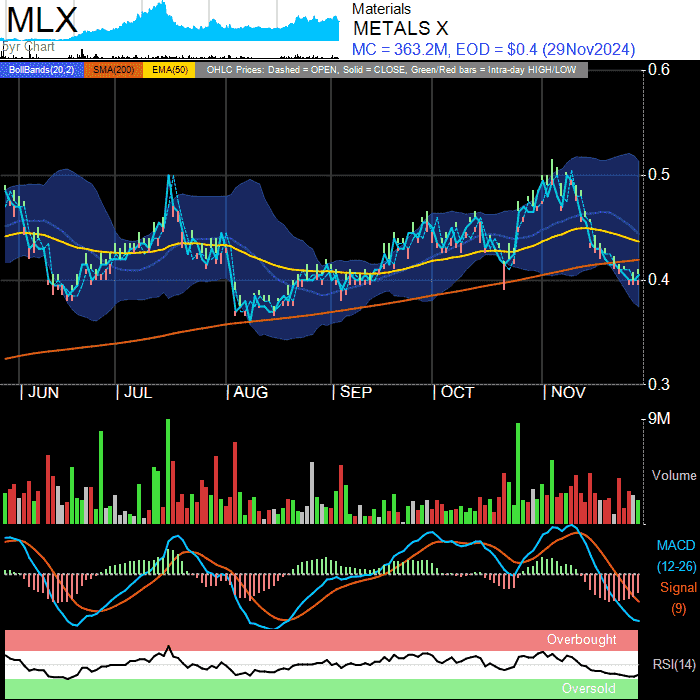 MLX
5yr Chart
Materials
METALS X
MC = 363.2M, EOD = $0.4 (29Nov2024)
BollBands(20,2) SMA(200) EMA(50) OHLC Prices: Dashed = OPEN, Solid = CLOSE, Green/Red bars = Intra-day HIGH/LOW
0.6
0.5
0.4
0.3
| JUN | JUL | AUG | SEP | OCT | NOV
9M
Volume
MACD
(12-26)
Signal
(9)
Overbought
RSI(14)
Oversold